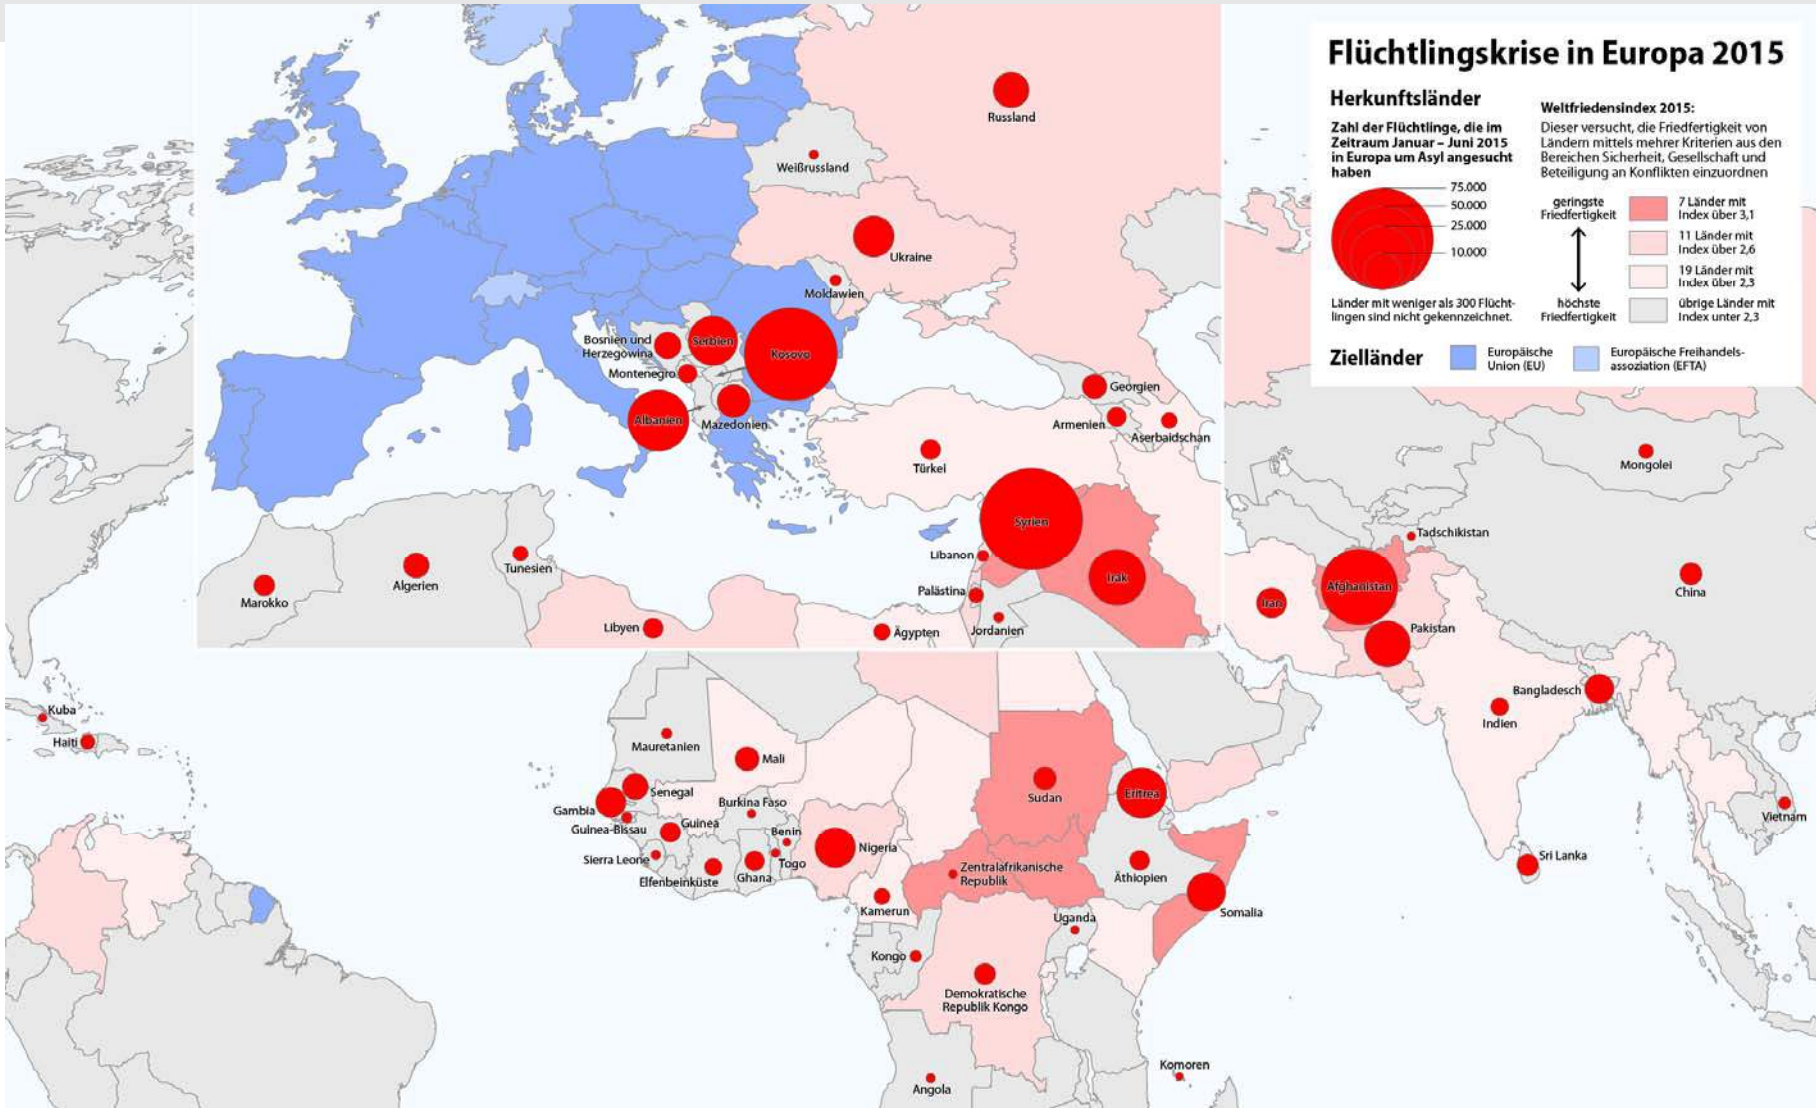 Flüchtlingskrise in Europa 2015
Herkunftsländer
Zahl der Flüchtlinge, die im
Zeitraum Januar – Juni 2015
in Europa um Asyl angesucht
haben
75.000
50.000
25.000
10.000
Länder mit weniger als 300 Flücht-
lingen sind nicht gekennzeichnet.
Weltfriedensindex 2015:
Dieser versucht, die Friedfertigkeit von
Ländern mittels mehrer Kriterien aus den
Bereichen Sicherheit, Gesellschaft und
Beteiligung an Konflikten einzuordnen
geringste
Friedfertigkeit
höchste
Friedfertigkeit
7 Länder mit
Index über 3,1
11 Länder mit
Index über 2,6
19 Länder mit
Index über 2,3
übrige Länder mit
Index unter 2,3
Zielländer
Europäische
Union (EU)
Europäische Freihandels-
assoziation (EFTA)
Russland
Weißrussland
Ukraine
Moldawien
Bosnien und
Herzegowina
Serbien
Kosovo
Montenegro
Albanien
Mazedonien
Georgien
Armenien
Aserbaidschan
Türkei
Syrien
Libanon
Irak
Palästina
Jordanien
Marokko
Algerien
Tunesien
Libyen
Ägypten
Mongolei
Tadschikistan
Afghanistan
Iran
China
Pakistan
Bangladesch
Indien
Vietnam
Sri Lanka
Kuba
Haiti
Mauretanien
Mali
Senegal
Gambia
Guinea-Bissau
Burkina Faso
Guinea
Benin
Sierra Leone
Togo
Elfenbeinküste
Ghana
Nigeria
Sudan
Eritrea
Zentralafrikanische
Republik
Äthiopien
Somalia
Kamerun
Uganda
Kongo
Demokratische
Republik Kongo
Komoren
Angola